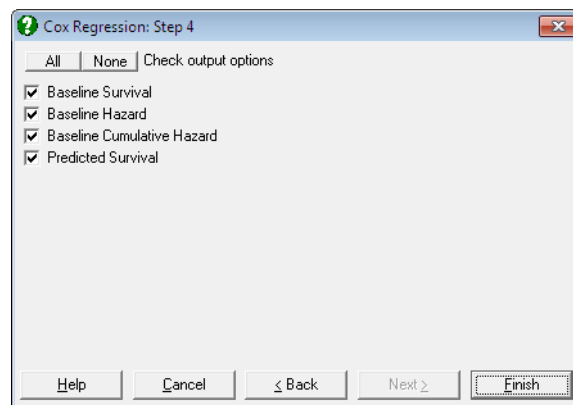 Cox Regression: Step 4
All None Check output options
Baseline Survival
Baseline Hazard
Baseline Cumulative Hazard
Predicted Survival
Help Cancel < Back Next > Finish